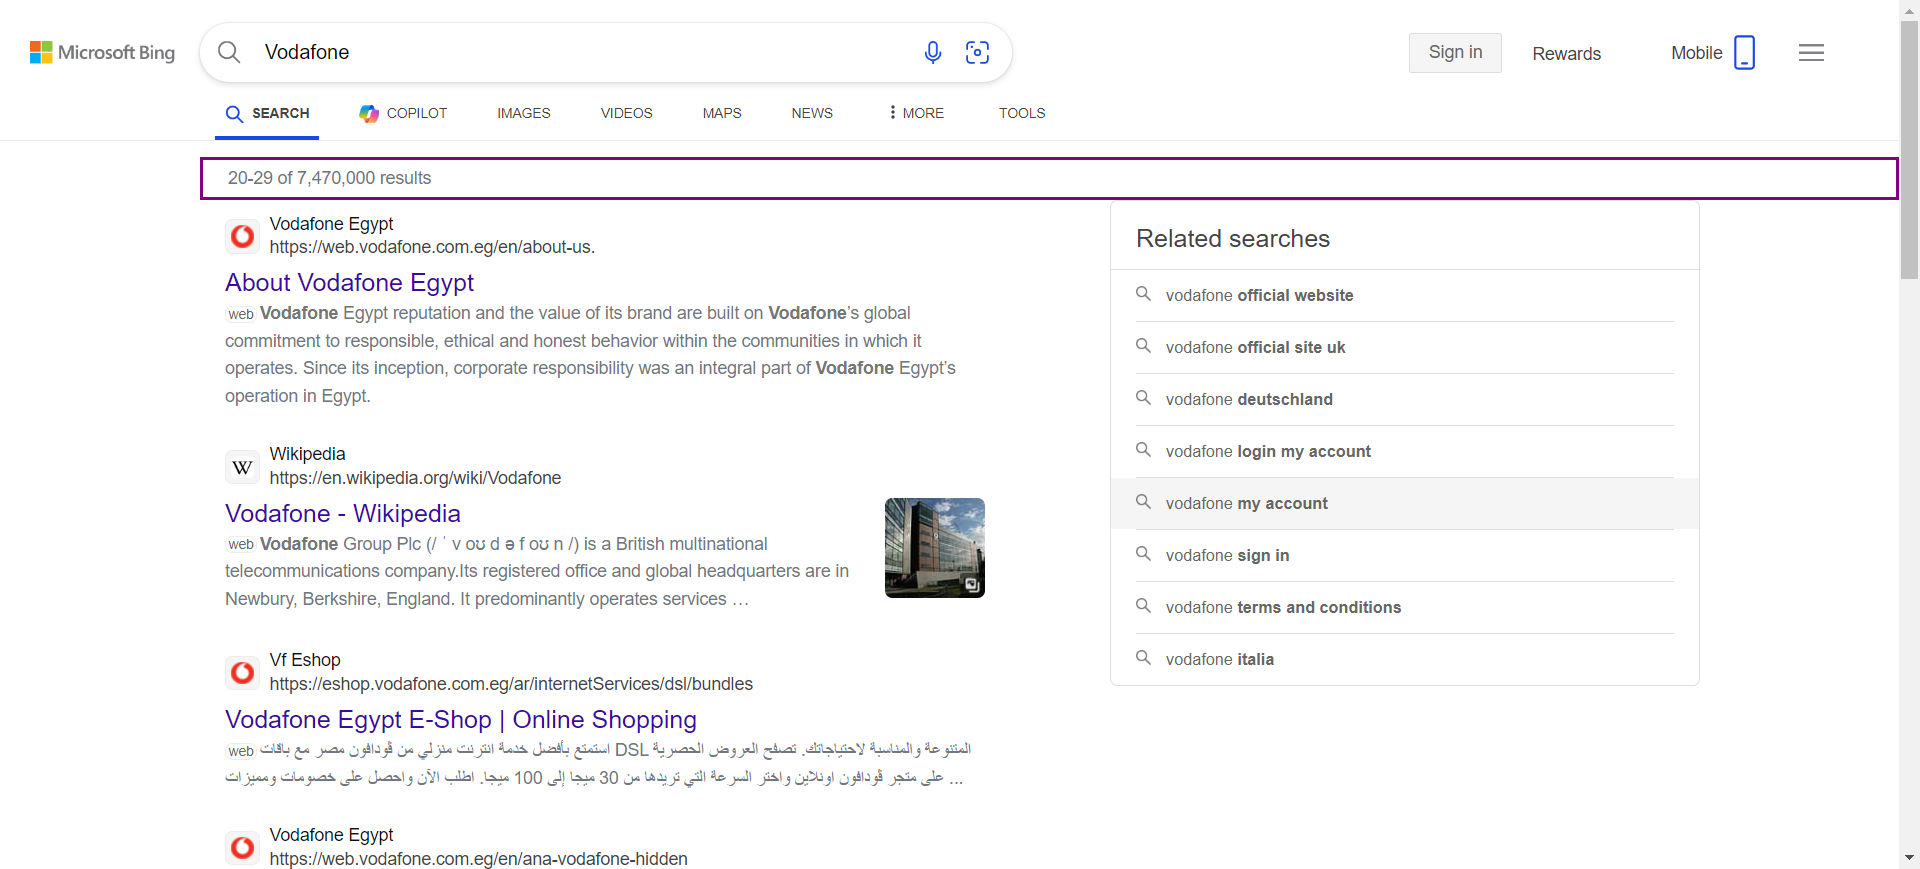 Microsoft Bing
Vodafone
Sign in
Rewards
Mobile
SEARCH
COPILOT
IMAGES
VIDEOS
MAPS
NEWS
MORE
TOOLS
20-29 of 7,470,000 results
Vodafone Egypt
https://web.vodafone.com.eg/en/about-us.
About Vodafone Egypt
web Vodafone Egypt reputation and the value of its brand are built on Vodafone's global
commitment to responsible, ethical and honest behavior within the communities in which it
operates. Since its inception, corporate responsibility was an integral part of Vodafone Egypt's
operation in Egypt.
W
Wikipedia
https://en.wikipedia.org/wiki/Vodafone
Vodafone - Wikipedia
web Vodafone Group Plc (/ ˈ v oʊ d ə f oʊ n /) is a British multinational
telecommunications company.Its registered office and global headquarters are in
Newbury, Berkshire, England. It predominantly operates services …
Vf Eshop
https://eshop.vodafone.com.eg/ar/internetServices/dsl/bundles
Vodafone Egypt E-Shop | Online Shopping
web استمتع بأفضل خدمة انترنت منزلي من ڤودافون مصر مع باقات DSL المتنوعة والمناسبة لاحتياجاتك. تصفح العروض الحصرية
على متجر ڤودافون اونلاين واختر السرعة التي تريدها من 30 ميجا إلى 100 ميجا. اطلب الآن واحصل على خصومات ومميزات ...
Vodafone Egypt
https://web.vodafone.com.eg/en/ana-vodafone-hidden
Related searches
vodafone official website
vodafone official site uk
vodafone deutschland
vodafone login my account
vodafone my account
vodafone sign in
vodafone terms and conditions
vodafone italia